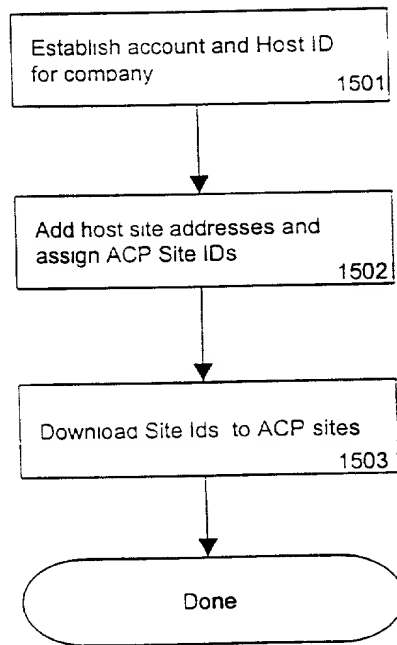 Establish account and Host ID
for company
1501
Add host site addresses and
assign ACP Site IDs
1502
Download Site Ids to ACP sites
1503
Done